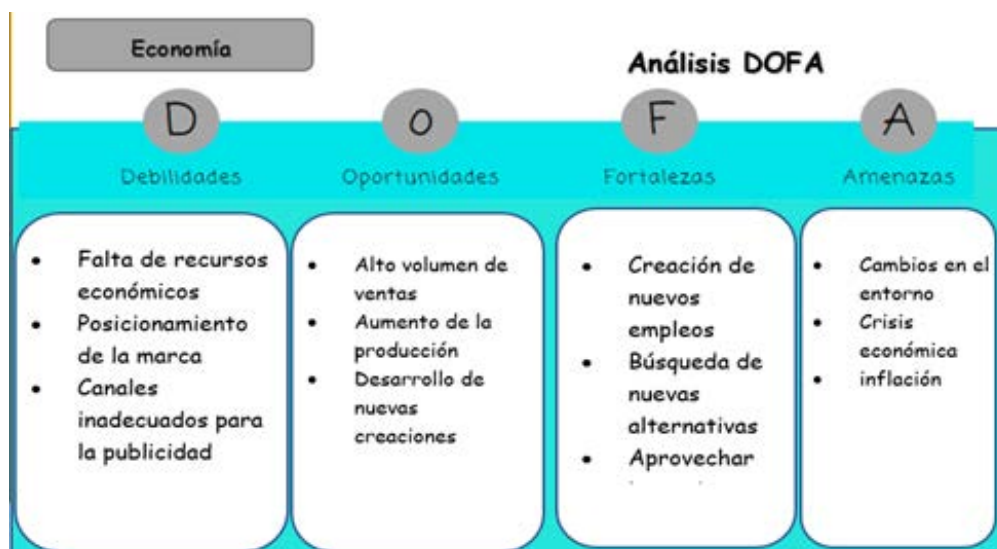 Economía
Análisis DOFA
D
O
F
A
Debilidades
Oportunidades
Fortalezas
Amenazas
• Falta de recursos
económicos
• Posicionamiento
de la marca
• Canales
inadecuados para
la publicidad
• Alto volumen de
ventas
• Aumento de la
producción
• Desarrollo de
nuevas
creaciones
• Creación de
nuevos
empleos
• Búsqueda de
nuevas
alternativas
• Aprovechar
• Cambios en el
entorno
• Crisis
económica
• inflación